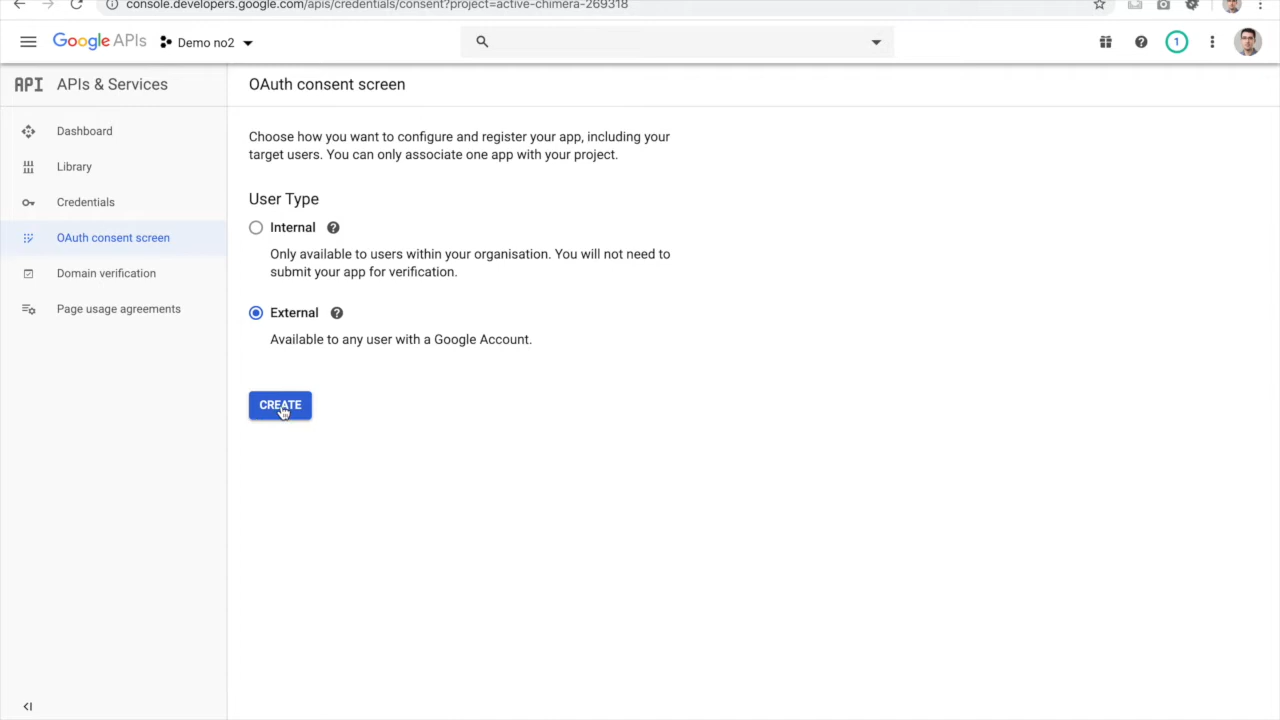 console.developers.google.com/apis/credentials/consent?project=active-chimera-269318
Google APIs
Demo no2
1
API APIs & Services
OAuth consent screen
Dashboard
Library
Credentials
OAuth consent screen
Domain verification
Page usage agreements
Choose how you want to configure and register your app, including your
target users. You can only associate one app with your project.
User Type
Internal
Only available to users within your organisation. You will not need to
submit your app for verification.
External
Available to any user with a Google Account.
CREATE